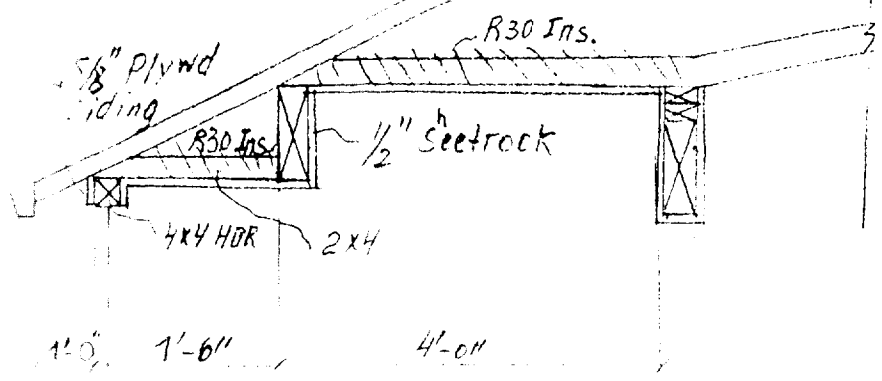 R30 Ins.
5/8" Plywd
Siding
R30 Ins.
1/2" Sheetrock
4x4 HDR
2x4
1'-0"
1'-6"
4'-0"